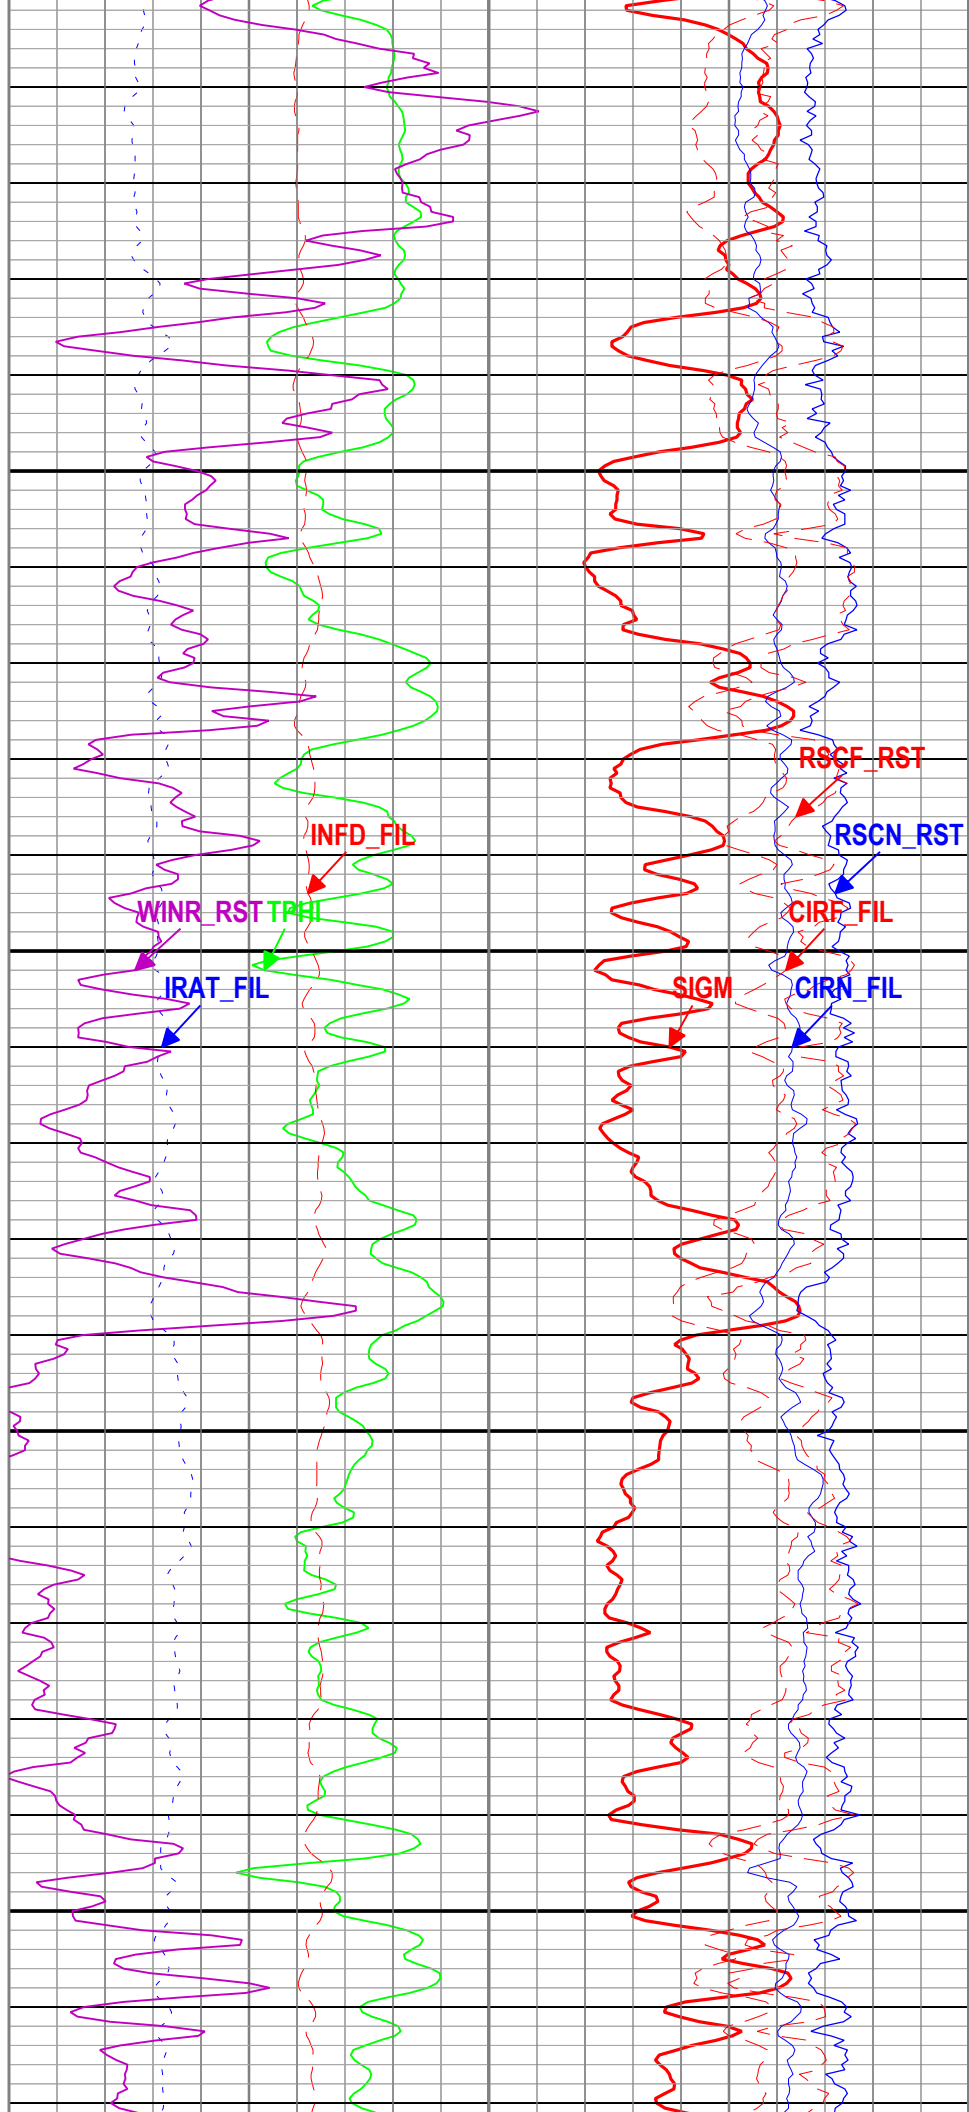 RSCF_RST
INFD_FIL
RSCN_RST
WINR_RST
TPHI
CIRF_FIL
IRAT_FIL
SIGM
CIRN_FIL